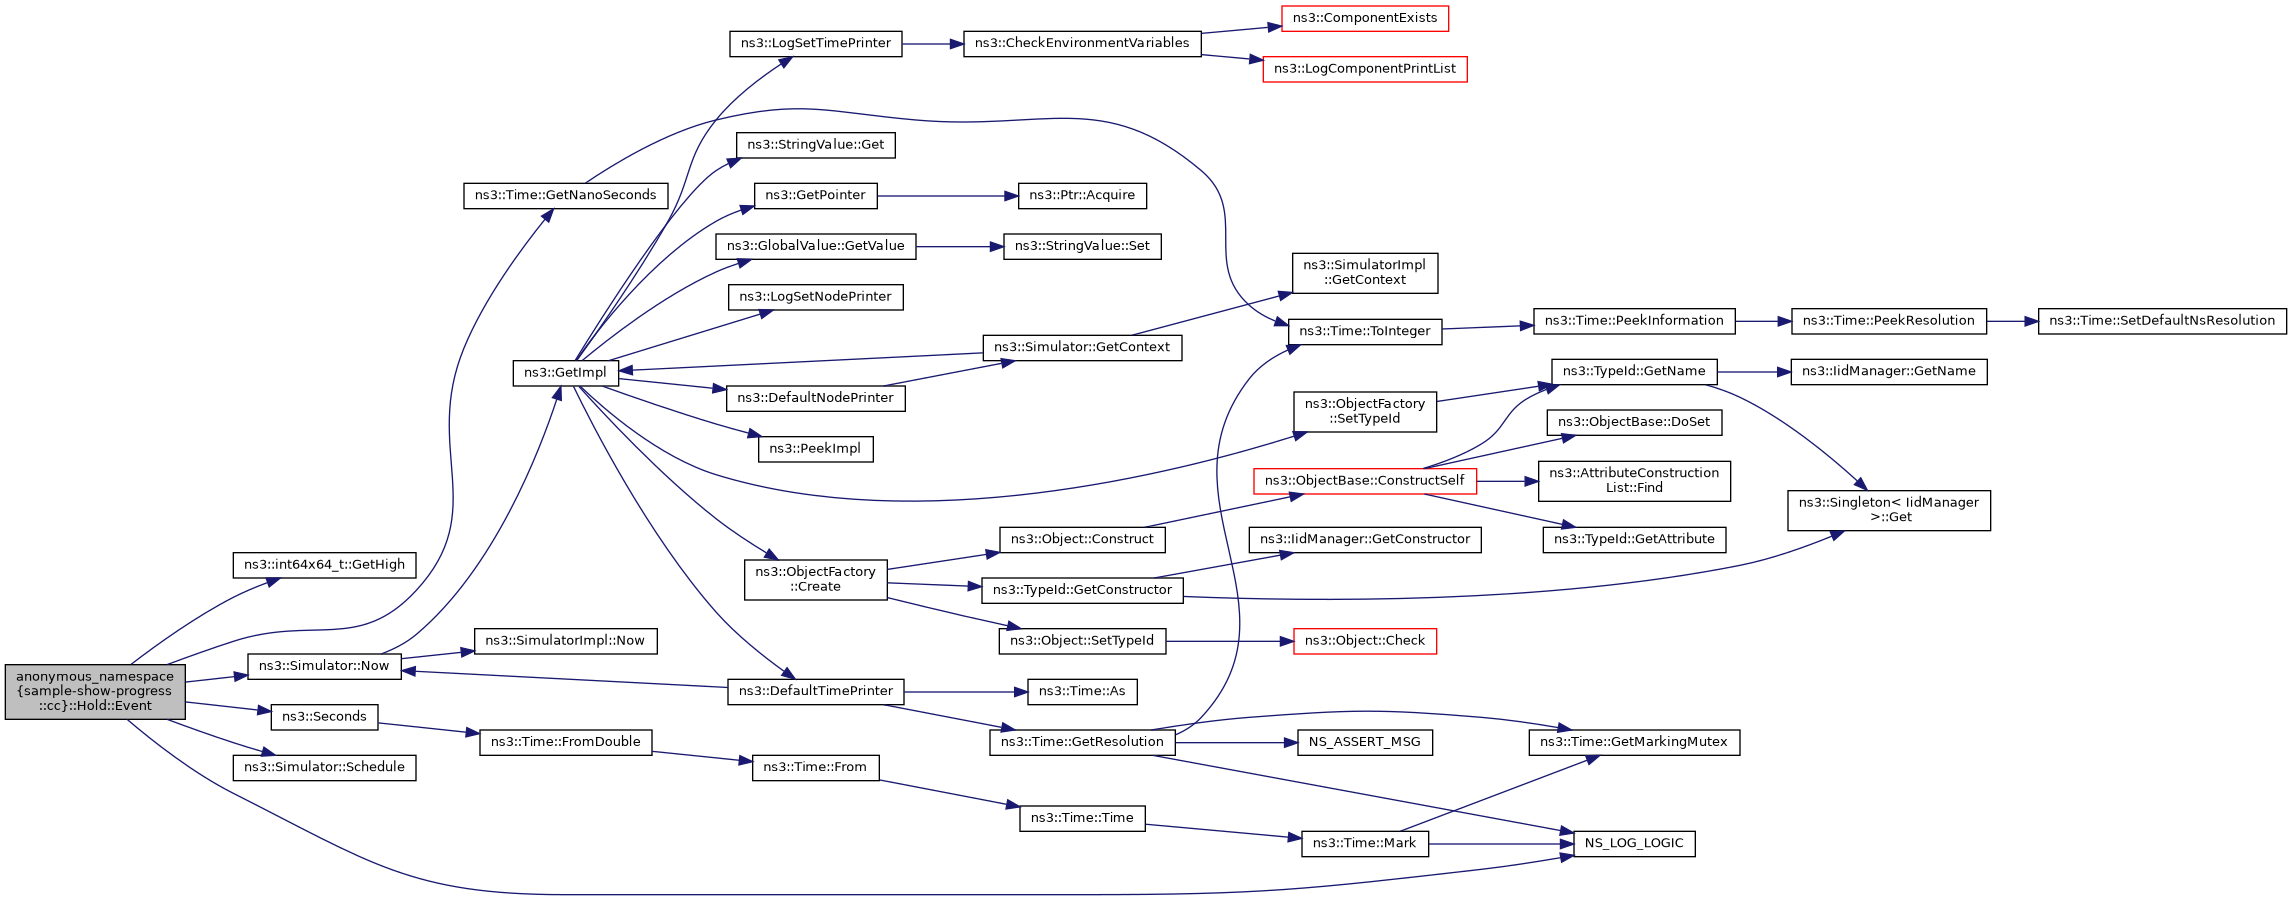 anonymous_namespace
{sample-show-progress
::cc}::Hold::Event
ns3::int64x64_t::GetHigh
ns3::Time::GetNanoSeconds
ns3::Simulator::Now
ns3::Seconds
ns3::Simulator::Schedule
ns3::GetImpl
ns3::SimulatorImpl::Now
ns3::Time::FromDouble
ns3::LogSetTimePrinter
ns3::StringValue::Get
ns3::GetPointer
ns3::GlobalValue::GetValue
ns3::LogSetNodePrinter
ns3::DefaultNodePrinter
ns3::PeekImpl
ns3::ObjectFactory
::Create
ns3::DefaultTimePrinter
ns3::Time::From
ns3::CheckEnvironmentVariables
ns3::Ptr::Acquire
ns3::StringValue::Set
ns3::Simulator::GetContext
ns3::Object::Construct
ns3::TypeId::GetConstructor
ns3::Object::SetTypeId
ns3::Time::As
ns3::Time::GetResolution
ns3::Time::Time
ns3::ComponentExists
ns3::LogComponentPrintList
ns3::SimulatorImpl
::GetContext
ns3::Time::ToInteger
ns3::ObjectFactory
::SetTypeId
ns3::ObjectBase::ConstructSelf
ns3::IidManager::GetConstructor
ns3::Object::Check
NS_ASSERT_MSG
ns3::Time::Mark
ns3::Time::PeekInformation
ns3::TypeId::GetName
ns3::ObjectBase::DoSet
ns3::AttributeConstruction
List::Find
ns3::TypeId::GetAttribute
ns3::Time::GetMarkingMutex
NS_LOG_LOGIC
ns3::Time::PeekResolution
ns3::IidManager::GetName
ns3::Singleton< IidManager
>::Get
ns3::Time::SetDefaultNsResolution